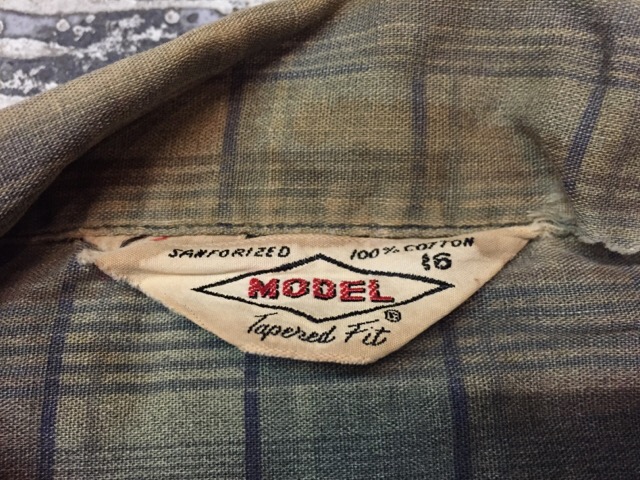 SANFORIZED 100% COTTON
16
MODEL
Tapered Fit®